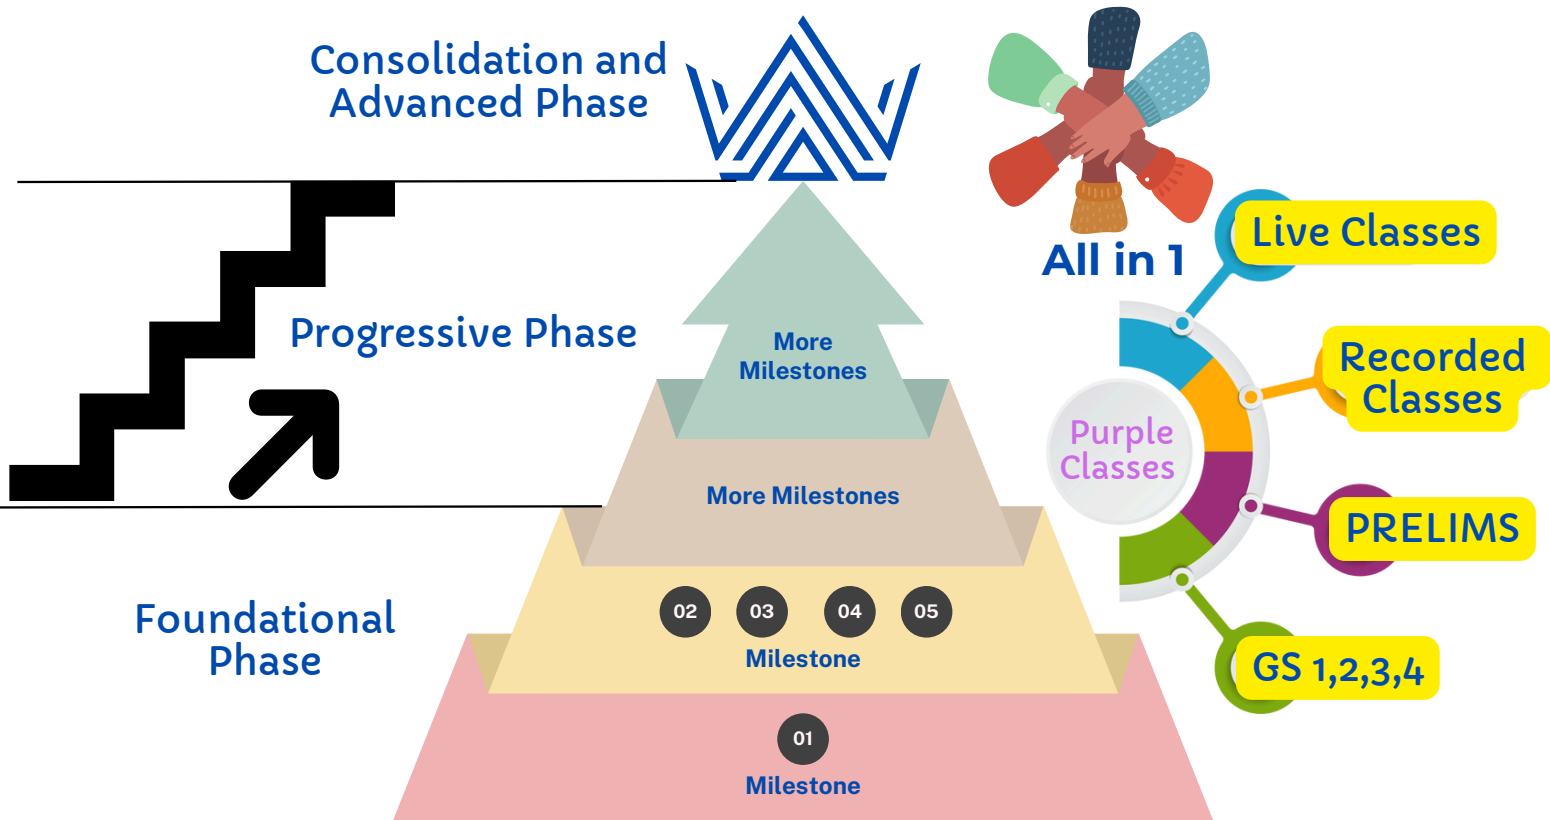 Consolidation and
Advanced Phase
All in 1
Live Classes
Progressive Phase
More
Milestones
Recorded
Classes
Purple
Classes
More Milestones
PRELIMS
Foundational
Phase
02 03 04 05
Milestone
GS 1,2,3,4
01
Milestone